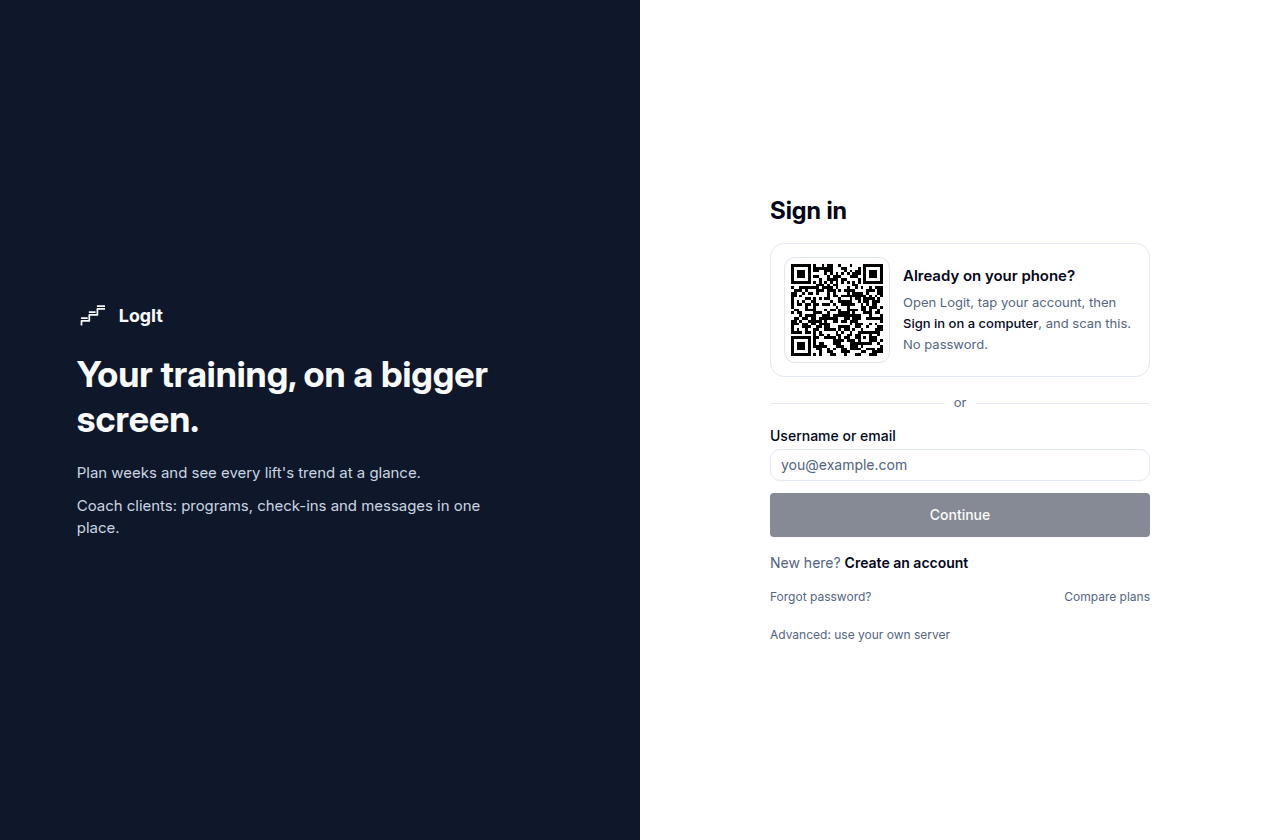 LogIt
Your training, on a bigger
screen.
Plan weeks and see every lift's trend at a glance.
Coach clients: programs, check-ins and messages in one
place.
Sign in
Already on your phone?
Open Logit, tap your account, then
Sign in on a computer, and scan this.
No password.
or
Username or email
you@example.com
Continue
New here? Create an account
Forgot password?
Compare plans
Advanced: use your own server